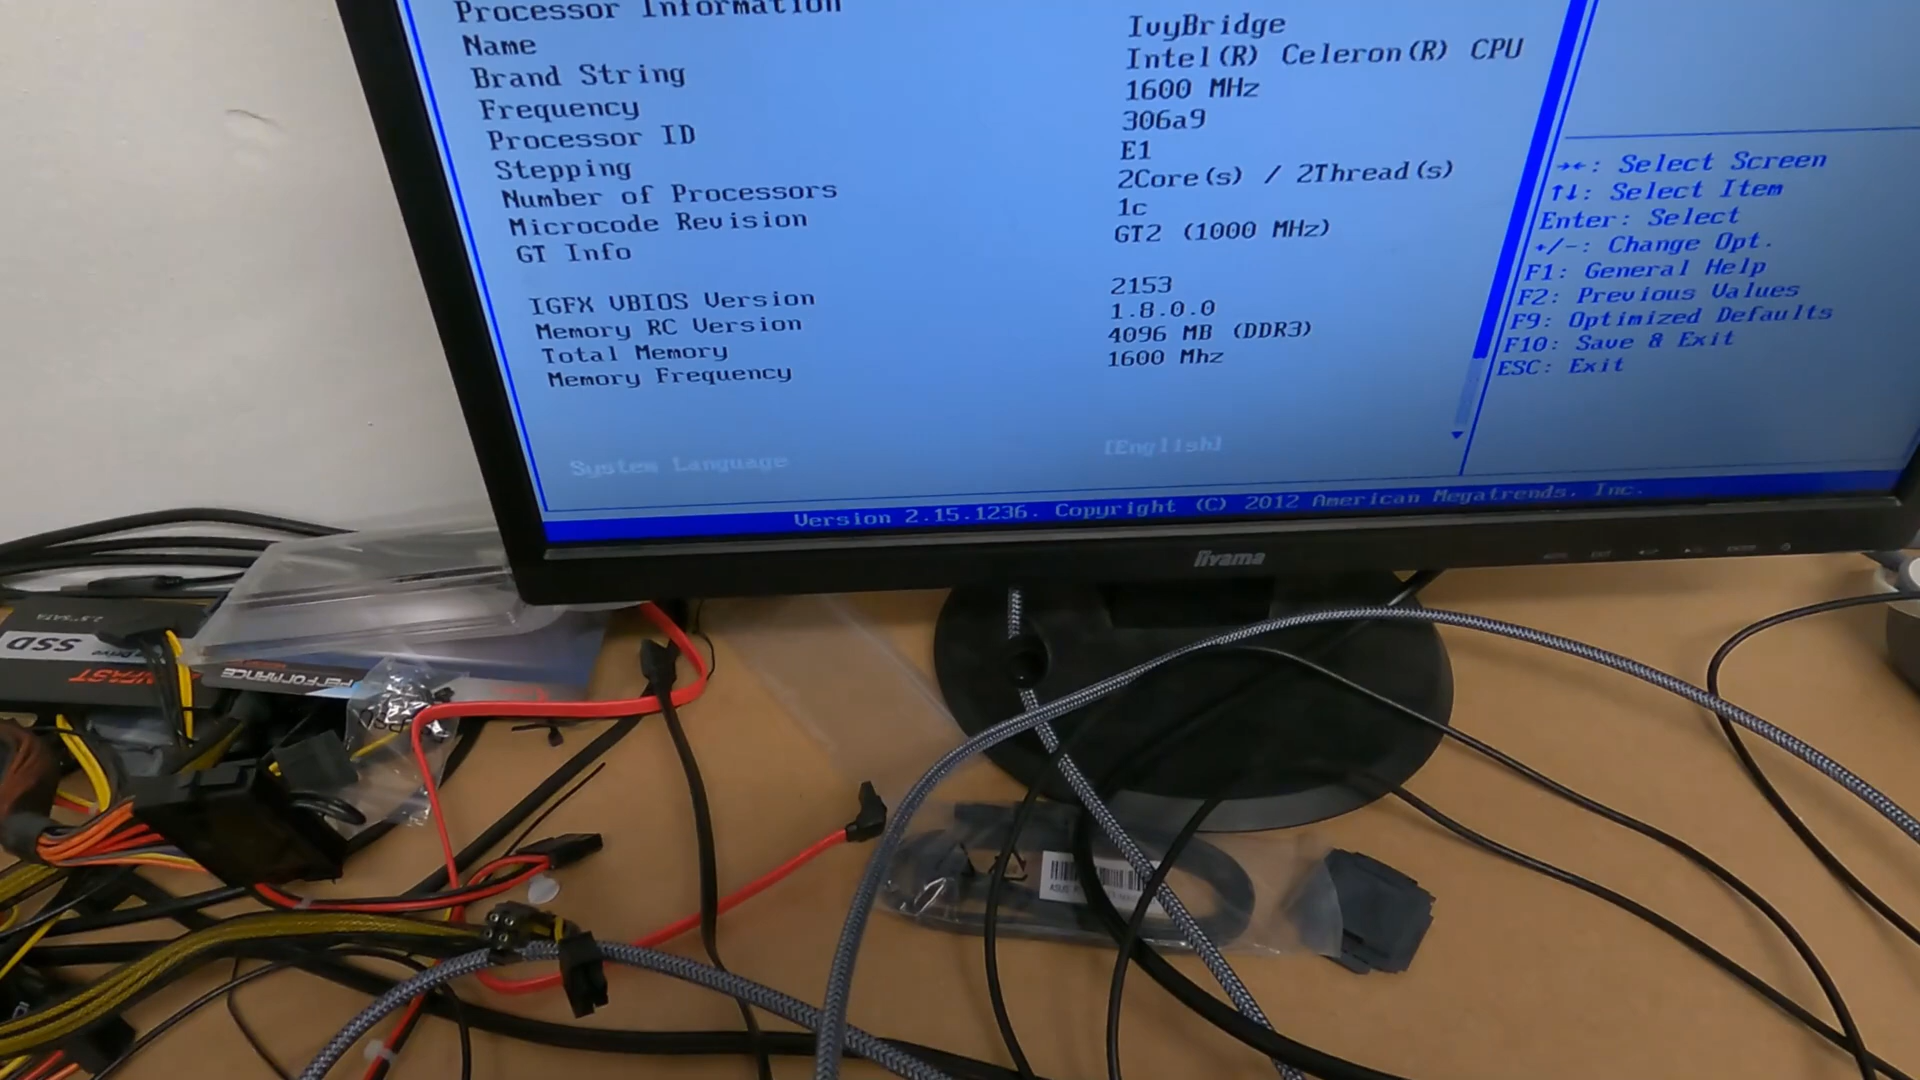 Processor Information
Name IvyBridge
Brand String Intel(R) Celeron(R) CPU
Frequency 1600 MHz
Processor ID 306a9
Stepping E1
Number of Processors 2Core(s) / 2Thread(s)
Microcode Revision 1c
GT Info GT2 (1000 MHz)
IGFX VBIOS Version 2153
Memory RC Version 1.8.0.0
Total Memory 4096 MB (DDR3)
Memory Frequency 1600 Mhz
System Language [English]
→←: Select Screen
↑↓: Select Item
Enter: Select
+/-: Change Opt.
F1: General Help
F2: Previous Values
F9: Optimized Defaults
F10: Save & Exit
ESC: Exit
Version 2.15.1236. Copyright (C) 2012 American Megatrends, Inc.
iiyama
2.5" SATA
SSD
PERFORMANCE
ASUS